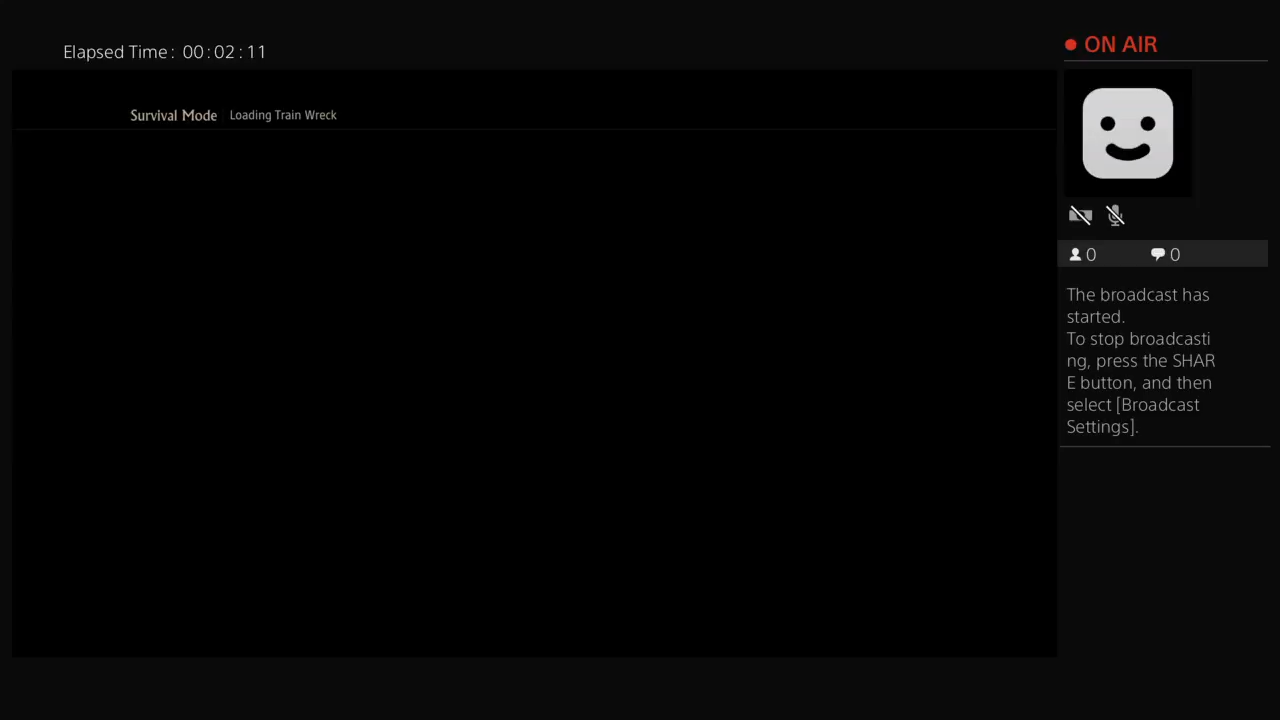 Elapsed Time: 00:02:11
ON AIR
Survival Mode Loading Train Wreck
0 0
The broadcast has
started.
To stop broadcasti
ng, press the SHAR
E button, and then
select [Broadcast
Settings].